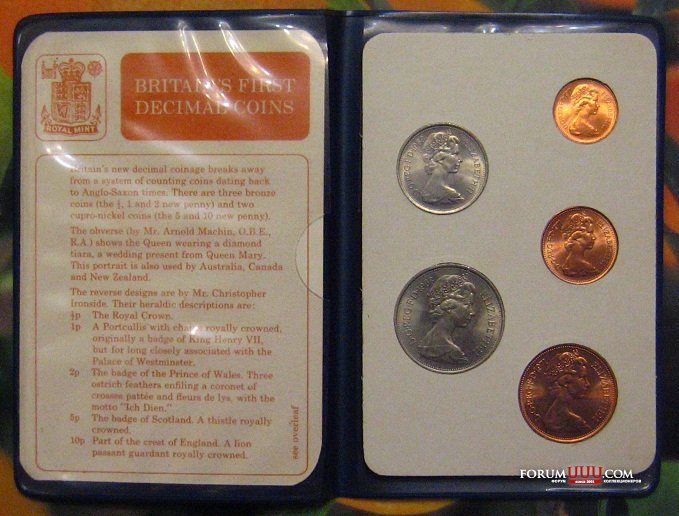 BRITAIN'S FIRST
DECIMAL COINS
ROYAL MINT
Britain's new decimal coinage breaks away
from a system of counting coins dating back
to Anglo-Saxon times. There are three bronze
coins (the ½, 1 and 2 new penny) and two
cupro-nickel coins (the 5 and 10 new penny).
The obverse (by Mr. Arnold Machin, O.B.E.,
R.A.) shows the Queen wearing a diamond
tiara, a wedding present from Queen Mary.
This portrait is also used by Australia, Canada
and New Zealand.
The reverse designs are by Mr. Christopher
Ironside. Their heraldic descriptions are:
½p The Royal Crown.
1p A Portcullis with chains royally crowned,
originally a badge of King Henry VII,
but for long closely associated with the
Palace of Westminster.
2p The badge of the Prince of Wales. Three
ostrich feathers enfiling a coronet of
crosses pattée and fleurs de lys, with
the motto "Ich Dien."
5p The badge of Scotland. A thistle royally
crowned.
10p Part of the crest of England. A lion
passant guardant royally crowned.
see overleaf
ELIZABETH
ELIZABETH
FORUM UUU.COM
ФОРУМ КОЛЛЕКЦИОНЕРОВ